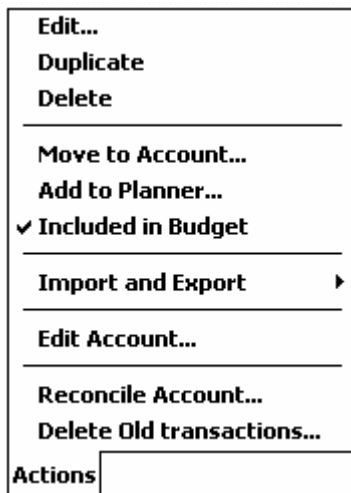 Edit...
Duplicate
Delete
Move to Account...
Add to Planner...
Included in Budget
Import and Export
Edit Account...
Reconcile Account...
Delete Old transactions...
Actions